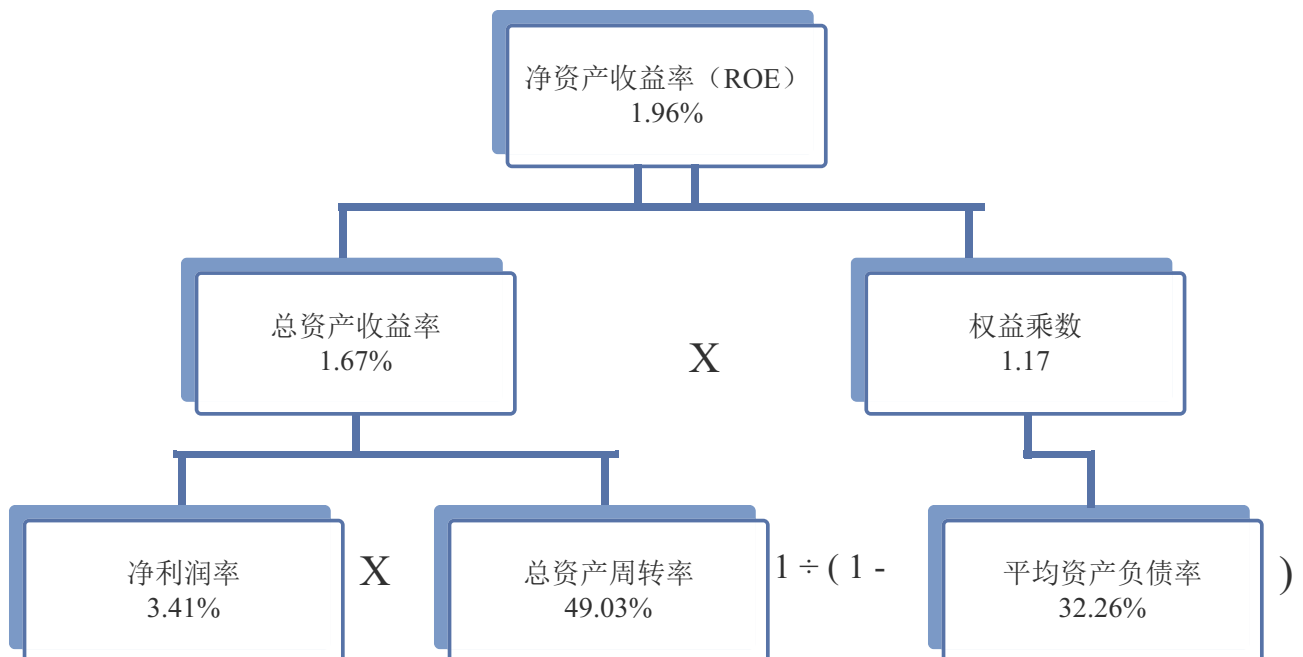 净资产收益率（ROE）
1.96%
总资产收益率
1.67%
X
权益乘数
1.17
净利润率
3.41%
X
总资产周转率
49.03%
1 ÷ ( 1 -
平均资产负债率
32.26%
)